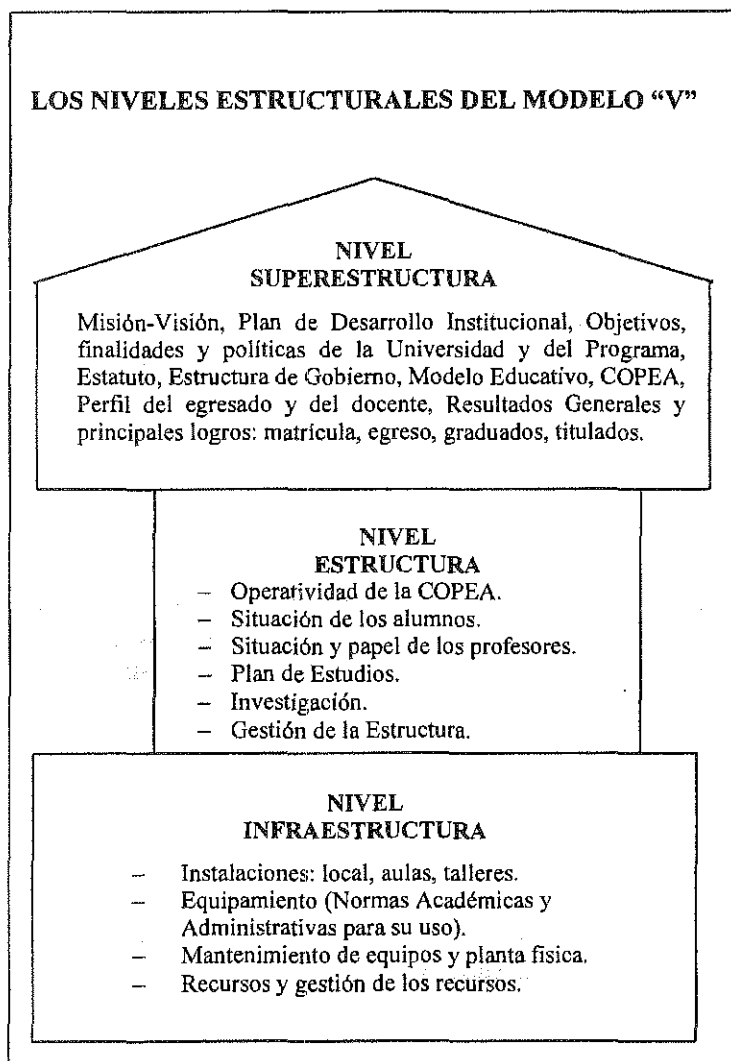 LOS NIVELES ESTRUCTURALES DEL MODELO “V”
NIVEL
SUPERESTRUCTURA
Misión-Visión, Plan de Desarrollo Institucional, Objetivos,
finalidades y políticas de la Universidad y del Programa,
Estatuto, Estructura de Gobierno, Modelo Educativo, COPEA,
Perfil del egresado y del docente, Resultados Generales y
principales logros: matrícula, egreso, graduados, titulados.
NIVEL
ESTRUCTURA
– Operatividad de la COPEA.
– Situación de los alumnos.
– Situación y papel de los profesores.
– Plan de Estudios.
– Investigación.
– Gestión de la Estructura.
NIVEL
INFRAESTRUCTURA
– Instalaciones: local, aulas, talleres.
– Equipamiento (Normas Académicas y
Administrativas para su uso).
– Mantenimiento de equipos y planta física.
– Recursos y gestión de los recursos.